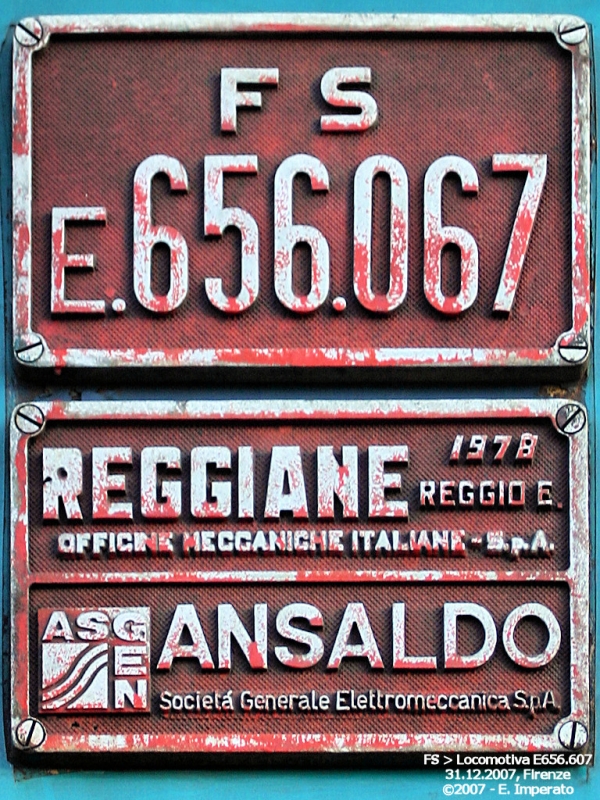 FS
E.656.067
REGGIANE
1978
REGGIO E.
OFFICINE MECCANICHE ITALIANE - S.p.A.
ASGEN
ANSALDO
Societá Generale Elettromeccanica S.p.A.
FS > Locomotiva E656.607
31.12.2007, Firenze
©2007 - E. Imperato